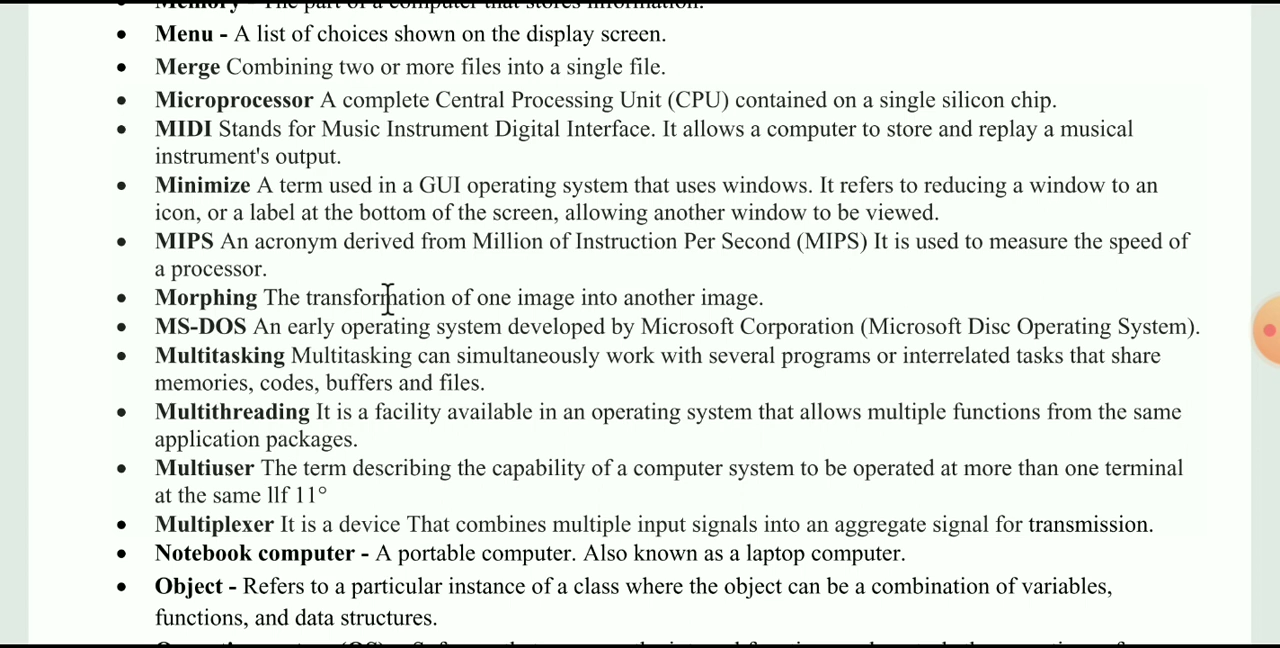 Memory - The part of a computer that stores information.
• Menu - A list of choices shown on the display screen.
• Merge Combining two or more files into a single file.
• Microprocessor A complete Central Processing Unit (CPU) contained on a single silicon chip.
• MIDI Stands for Music Instrument Digital Interface. It allows a computer to store and replay a musical
instrument's output.
• Minimize A term used in a GUI operating system that uses windows. It refers to reducing a window to an
icon, or a label at the bottom of the screen, allowing another window to be viewed.
• MIPS An acronym derived from Million of Instruction Per Second (MIPS) It is used to measure the speed of
a processor.
• Morphing The transformation of one image into another image.
• MS-DOS An early operating system developed by Microsoft Corporation (Microsoft Disc Operating System).
• Multitasking Multitasking can simultaneously work with several programs or interrelated tasks that share
memories, codes, buffers and files.
• Multithreading It is a facility available in an operating system that allows multiple functions from the same
application packages.
• Multiuser The term describing the capability of a computer system to be operated at more than one terminal
at the same llf 11°
• Multiplexer It is a device That combines multiple input signals into an aggregate signal for transmission.
• Notebook computer - A portable computer. Also known as a laptop computer.
• Object - Refers to a particular instance of a class where the object can be a combination of variables,
functions, and data structures.